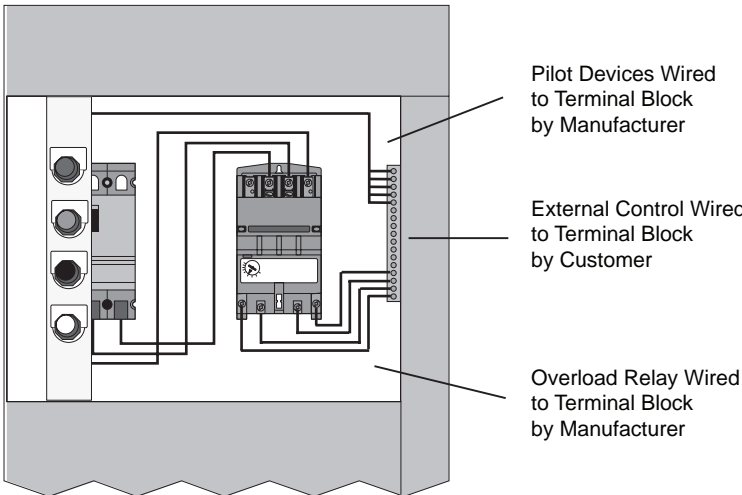 Pilot Devices Wired
to Terminal Block
by Manufacturer
External Control Wired
to Terminal Block
by Customer
Overload Relay Wired
to Terminal Block
by Manufacturer